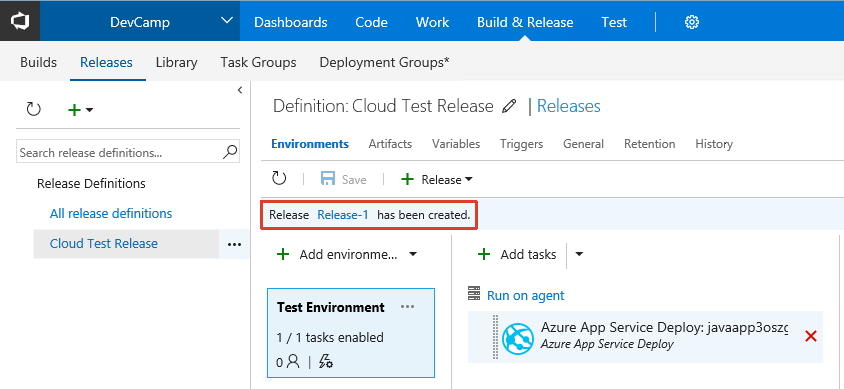 DevCamp Dashboards Code Work Build & Release Test
Builds Releases Library Task Groups Deployment Groups*
Definition: Cloud Test Release | Releases
Search release definitions...
Environments Artifacts Variables Triggers General Retention History
Release Definitions
Save Release
All release definitions
Release Release-1 has been created.
Cloud Test Release ...
Add environme... Add tasks
Test Environment ...
Run on agent
1 / 1 tasks enabled
Azure App Service Deploy: javaapp3oszg
Azure App Service Deploy
0 |